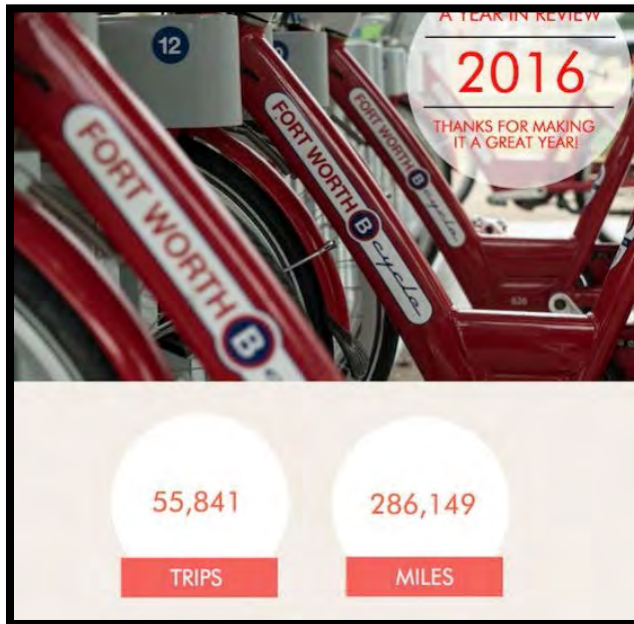 A YEAR IN REVIEW
2016
THANKS FOR MAKING
IT A GREAT YEAR!
12
FORT WORTH B cycle
FORT WORTH B cycle
FORT WORTH B
55,841
TRIPS
286,149
MILES